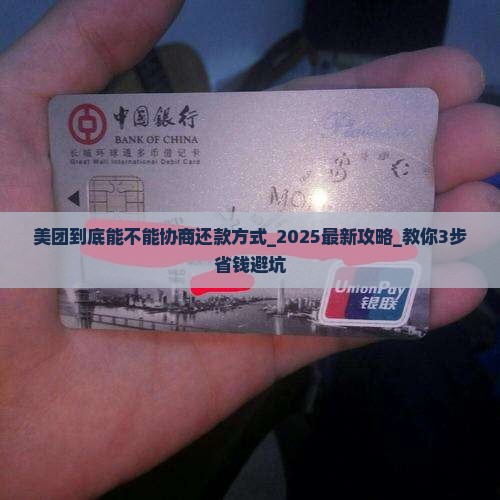 中国银行
BANK OF CHINA
长城环球通多币借记卡
Great Wall International Debit Card
MO
美团到底能不能协商还款方式_2025最新攻略_教你3步
省钱避坑
UnionPay
银联